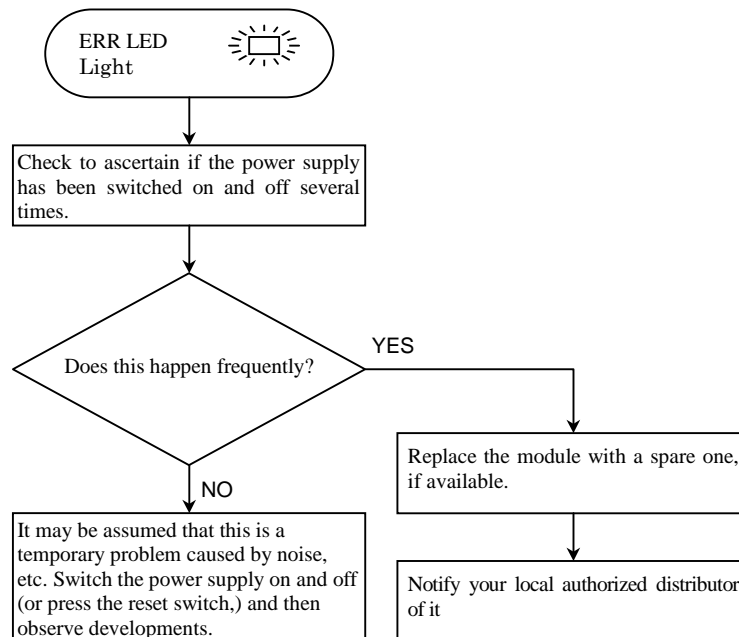 ERR LED
Light
Check to ascertain if the power supply
has been switched on and off several
times.
Does this happen frequently?
YES
NO
Replace the module with a spare one,
if available.
It may be assumed that this is a
temporary problem caused by noise,
etc. Switch the power supply on and off
(or press the reset switch,) and then
observe developments.
Notify your local authorized distributor
of it